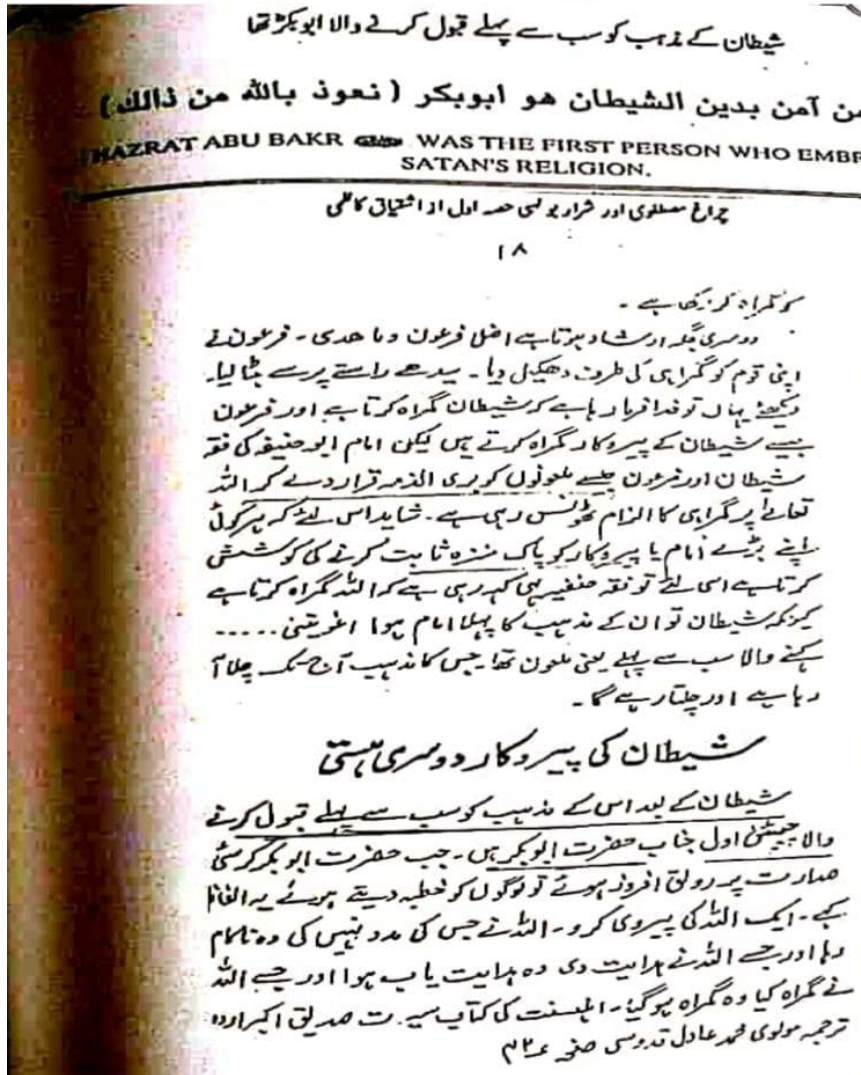 شیطان کے مذہب کو سب سے پہلے قبول کرنے والا ابوبکرؓ تھا
من آمن بدين الشيطان هو ابوبكر (نعوذ بالله من ذالك)
HAZRAT ABU BAKR WAS THE FIRST PERSON WHO EMBR
SATAN'S RELIGION.
چراغ مصطفوی اور شرار بولہبی حصہ اول از اشتیاق کاظمی
۱۸
کو گمراہ کر رکھا ہے ۔
دوسری جگہ ارشاد ہوتا ہے اضل فرعون وما ھدی ۔ فرعون نے
اپنی قوم کو گمراہی کی طرف دھکیل دیا ۔ سیدھے راستے پر سے ہٹا لیا ۔
دیکھئے یہاں تو خدا فرما رہا ہے کہ شیطان گمراہ کرتا ہے اور فرعون
جیسے شیطان کے پیروکار گمراہ کرتے ہیں لیکن امام ابو حنیفہ کی فقہ
شیطان اور فرعون جیسے ملعونوں کو بری الذمہ قرار دے کر اللہ
تعالے پر گمراہی کا الزام ٹھونس رہی ہے ۔ شاید اس لئے کہ ہر کوئی
اپنے بڑے امام یا پیروکار کو پاک منزہ ثابت کرنے کی کوشش
کرتا ہے اسی لئے تو فقہ حنفیہ یہی کہہ رہی ہے کہ اللہ گمراہ کرتا ہے
کیونکہ شیطان تو ان کے مذہب کا پہلا امام ہوا اغویتنی .....
کہنے والا سب سے پہلے یعنی ملعون تھا ۔ جس کا مذہب آج تک چلا آ
رہا ہے اور چلتا رہے گا ۔
شیطان کی پیروکار دوسری ہستی
شیطان کے بعد اس کے مذہب کو سب سے پہلے قبول کرنے
والا اول جناب حضرت ابوبکر ہیں ۔ جب حضرت ابوبکر کرسئی
صدارت پر رونق افروز ہوئے تو لوگوں کو خطبہ دیتے ہوئے یہ الفاظ
کہے ۔ ایک اللہ کی پیروی کرو ۔ اللہ نے جس کی مدد نہیں کی وہ ناکام
رہا اور جسے اللہ نے ہدایت دی وہ ہدایت یاب ہوا اور جسے اللہ
نے گمراہ کیا وہ گمراہ ہو گیا ۔ اہلسنت کی کتاب سیرت صدیق اکبر اردو
ترجمہ مولوی محمد عادل قدوسی صفحہ